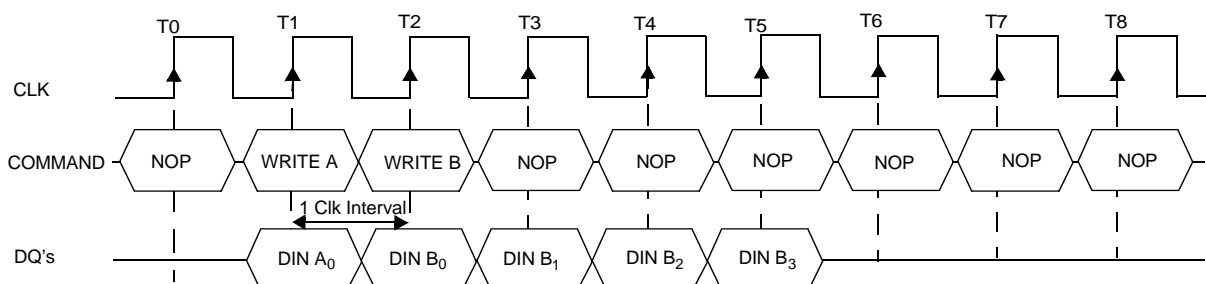 T0 T1 T2 T3 T4 T5 T6 T7 T8
CLK
COMMAND NOP WRITE A WRITE B NOP NOP NOP NOP NOP NOP
1 Clk Interval
DQ's DIN A0 DIN B0 DIN B1 DIN B2 DIN B3